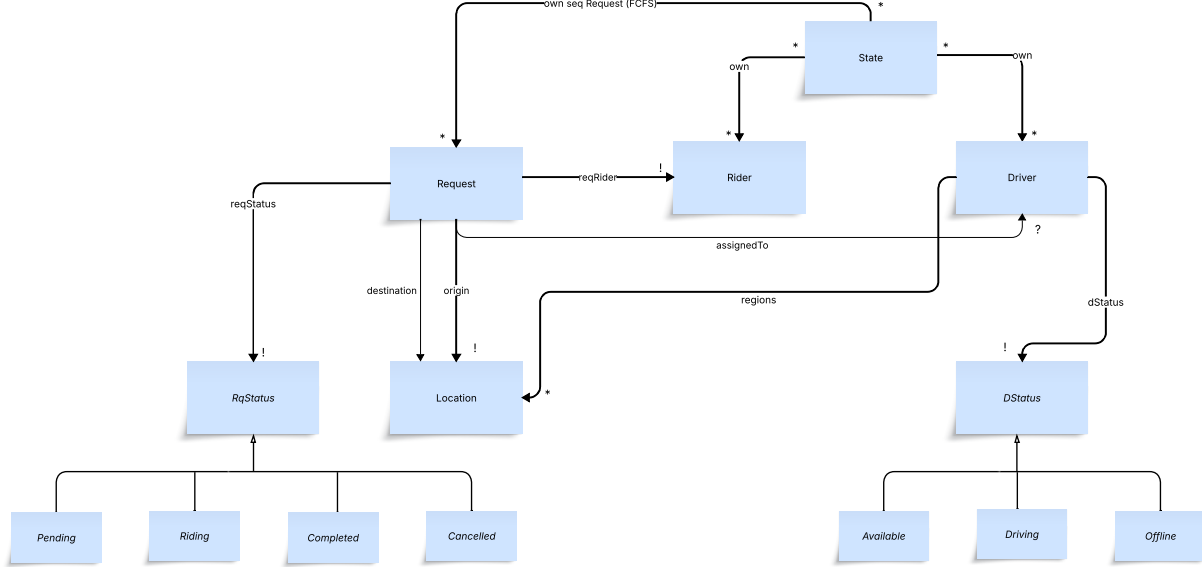 own seq Request (FCFS)
*
State
*
*
own
own
*
*
*
Request
reqRider
!
Rider
Driver
reqStatus
assignedTo
?
destination
origin
regions
dStatus
!
!
!
*
RqStatus
Location
DStatus
Pending
Riding
Completed
Cancelled
Available
Driving
Offline